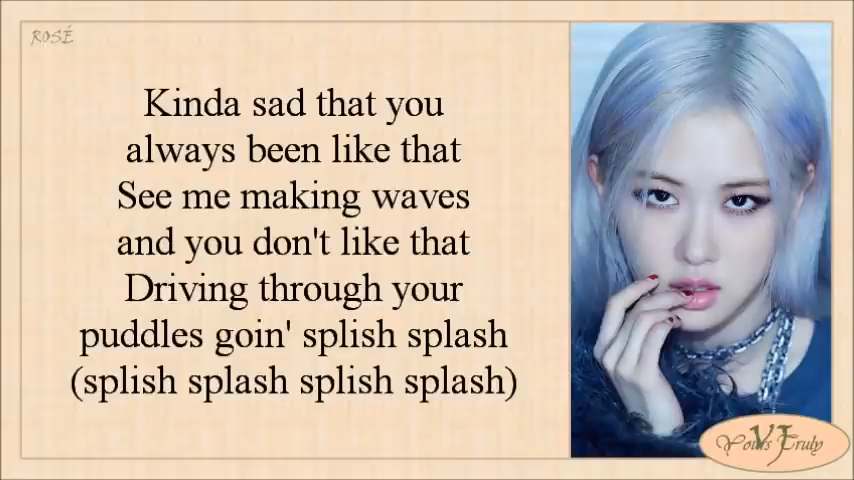 ROSÉ
Kinda sad that you
always been like that
See me making waves
and you don't like that
Driving through your
puddles goin' splish splash
(splish splash splish splash)
Yours Truly
VJ